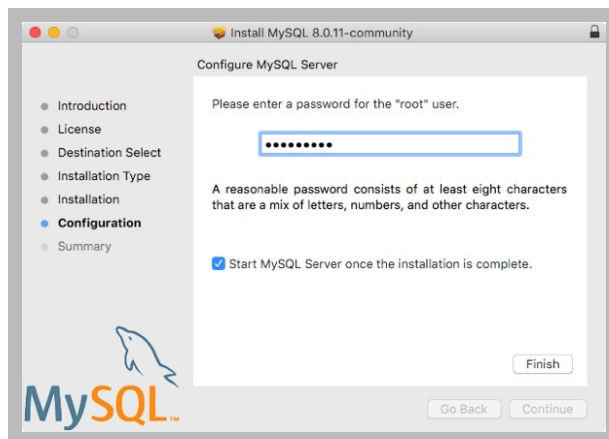 Install MySQL 8.0.11-community
Configure MySQL Server
Introduction
License
Destination Select
Installation Type
Installation
Configuration
Summary
Please enter a password for the "root" user.
•••••••••
A reasonable password consists of at least eight characters
that are a mix of letters, numbers, and other characters.
Start MySQL Server once the installation is complete.
Finish
MySQL™
Go Back
Continue